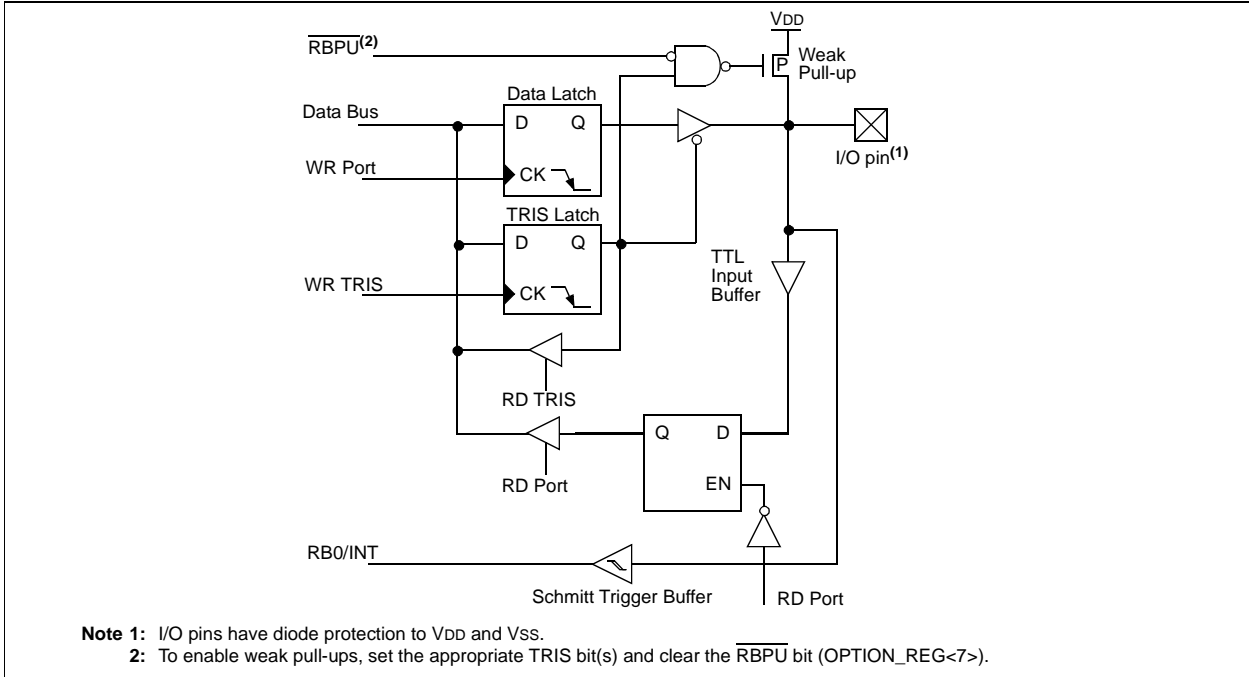 VDD
RBPU(2)
Weak
Pull-up
P
Data Latch
Data Bus
D Q
I/O pin(1)
WR Port
CK
TRIS Latch
D Q
TTL
Input
Buffer
WR TRIS
CK
RD TRIS
Q D
RD Port
EN
RB0/INT
Schmitt Trigger Buffer
RD Port
Note 1: I/O pins have diode protection to VDD and VSS.
2: To enable weak pull-ups, set the appropriate TRIS bit(s) and clear the RBPU bit (OPTION_REG<7>).